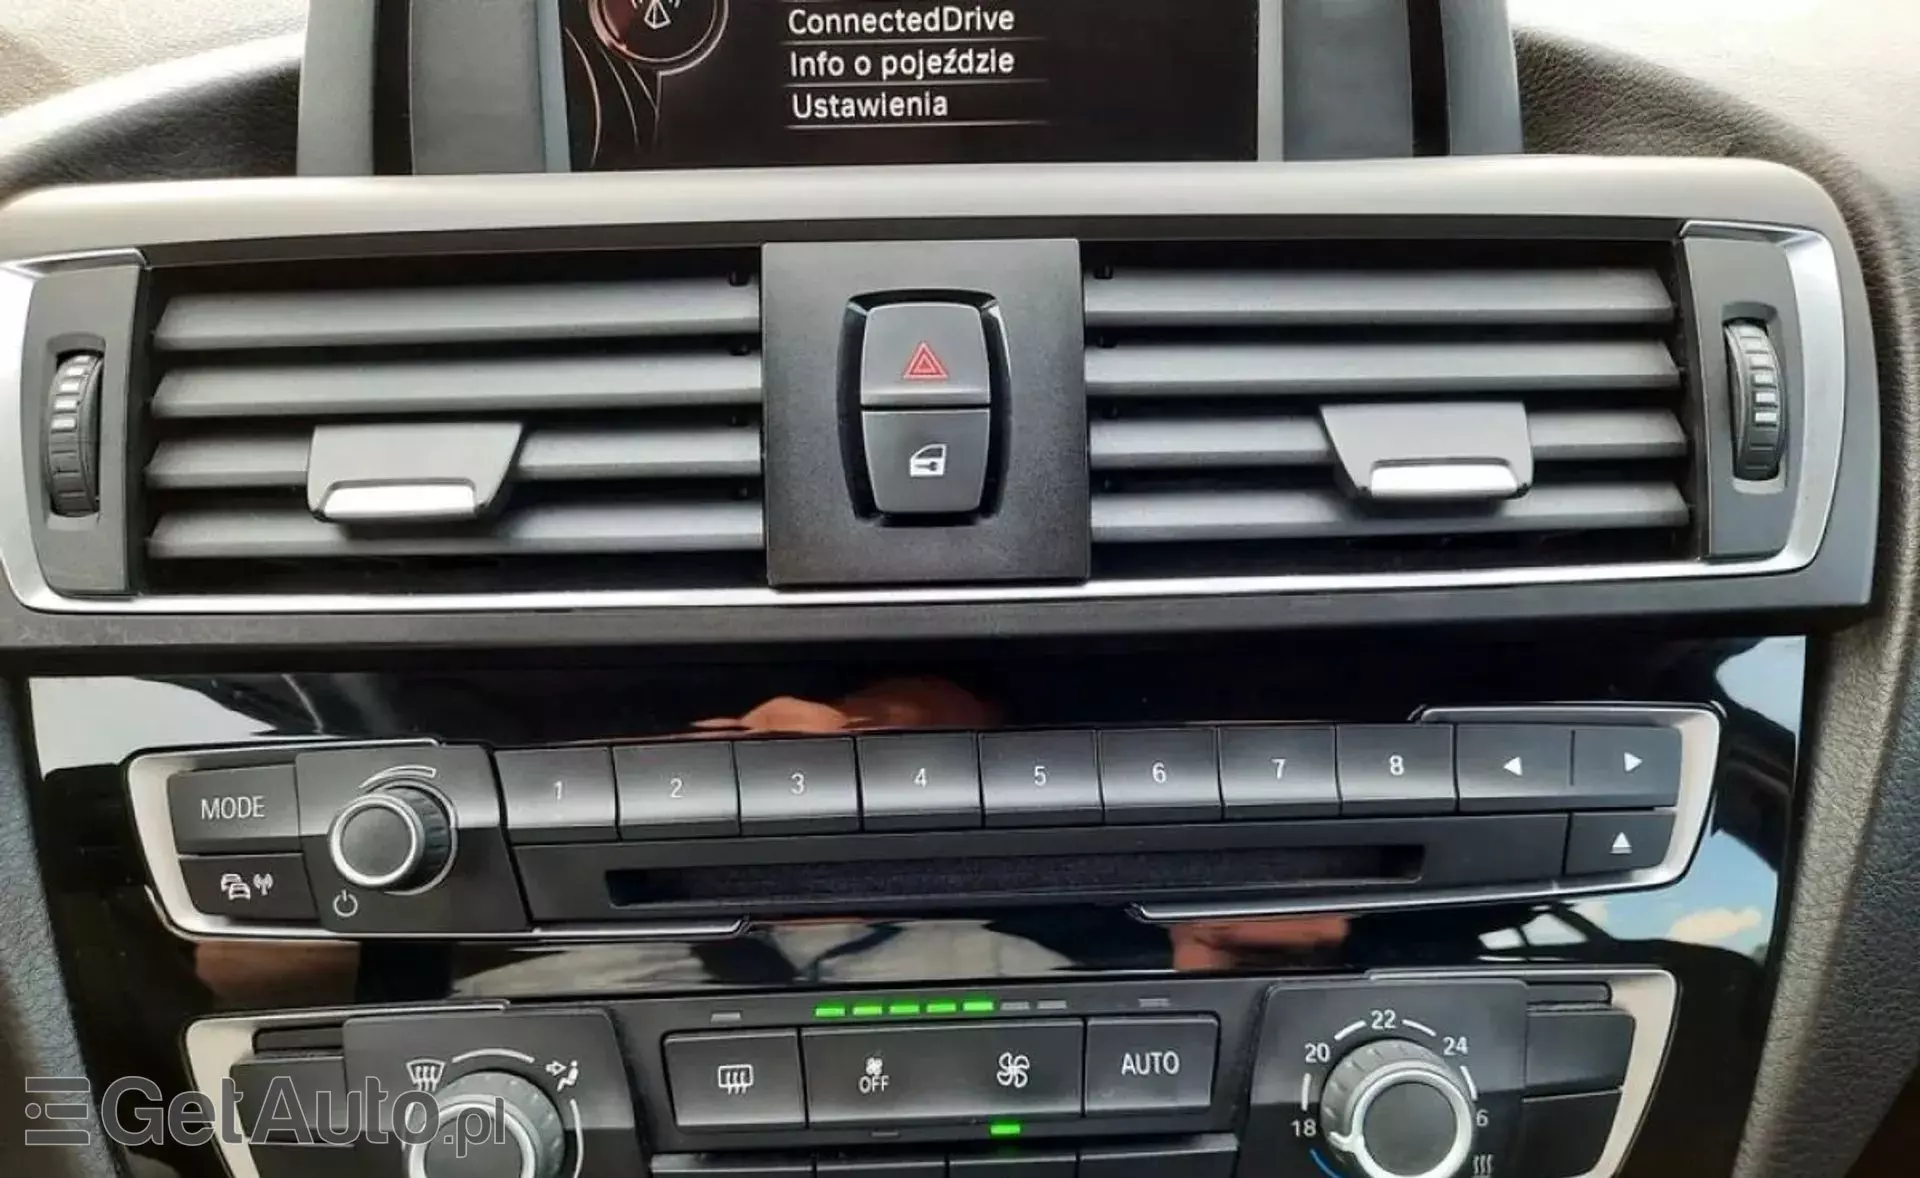 ConnectedDrive
Info o pojeździe
Ustawienia
MODE
1 2 3 4 5 6 7 8
OFF
AUTO
18 20 22 24 6
GetAuto.pl